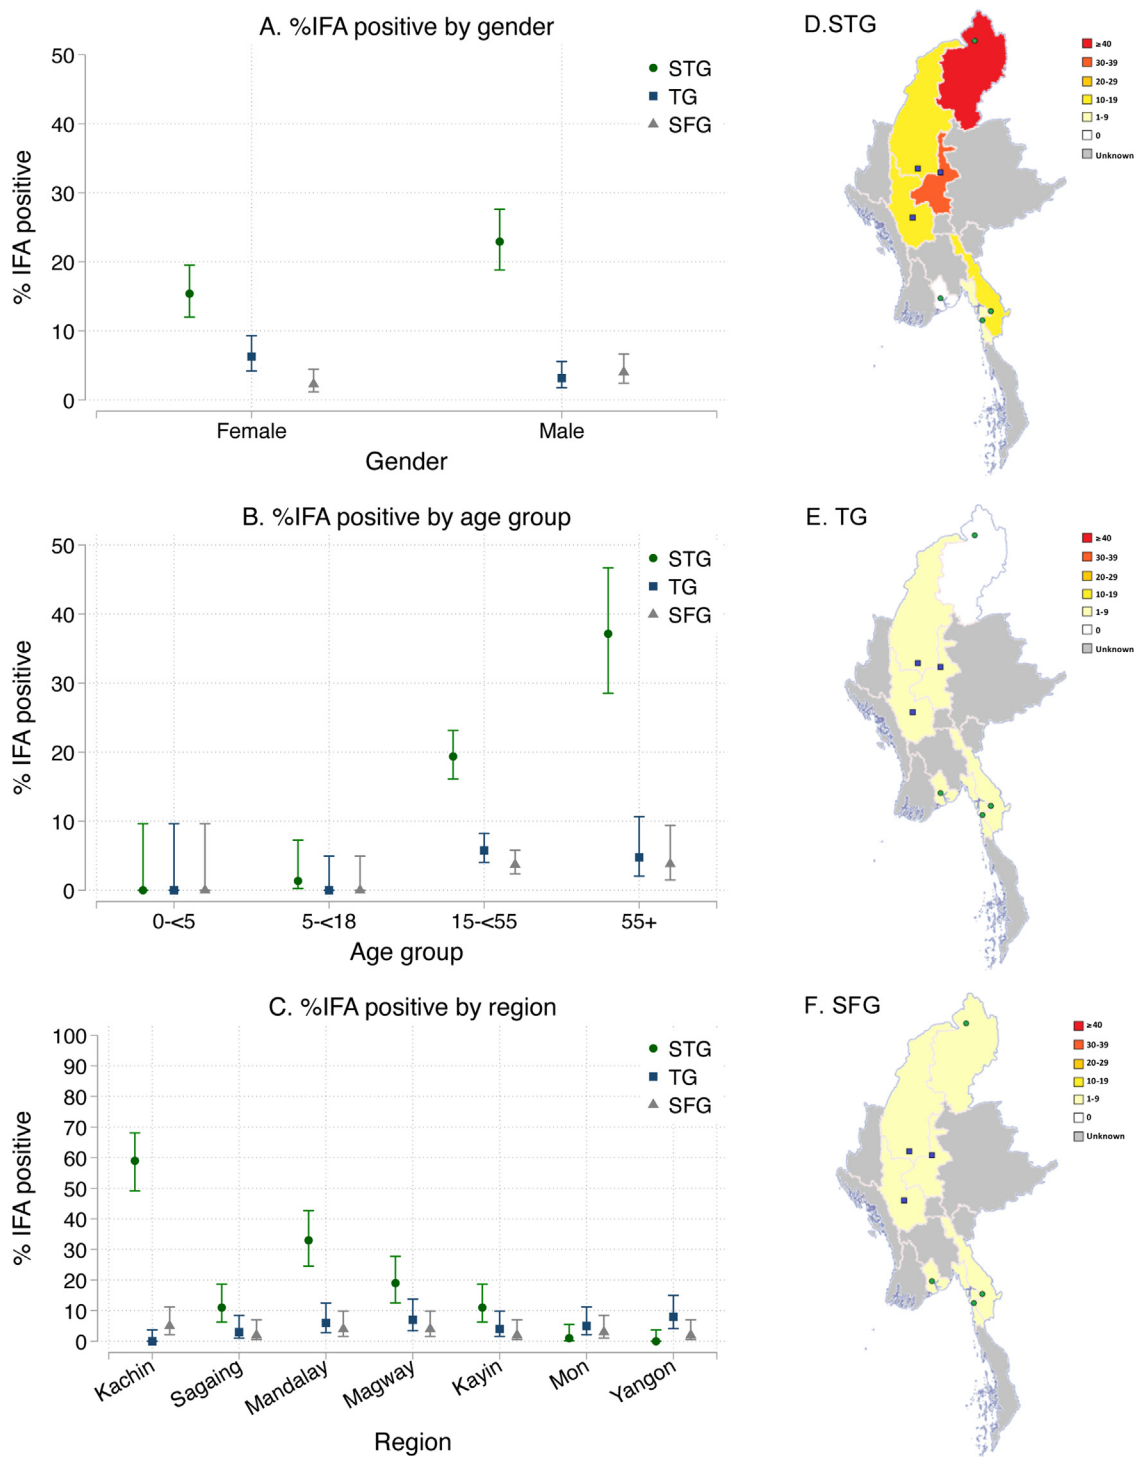 A. %IFA positive by gender
50
40
30
20
10
0
% IFA positive
STG
TG
SFG
Female
Male
Gender
B. %IFA positive by age group
50
40
30
20
10
0
% IFA positive
STG
TG
SFG
0-<5
5-<18
15-<55
55+
Age group
C. %IFA positive by region
100
90
80
70
60
50
40
30
20
10
0
% IFA positive
STG
TG
SFG
Kachin
Sagaing
Mandalay
Magway
Kayin
Mon
Yangon
Region
D.STG
≥40
30-39
20-29
10-19
1-9
0
Unknown
E. TG
≥40
30-39
20-29
10-19
1-9
0
Unknown
F. SFG
≥40
30-39
20-29
10-19
1-9
0
Unknown